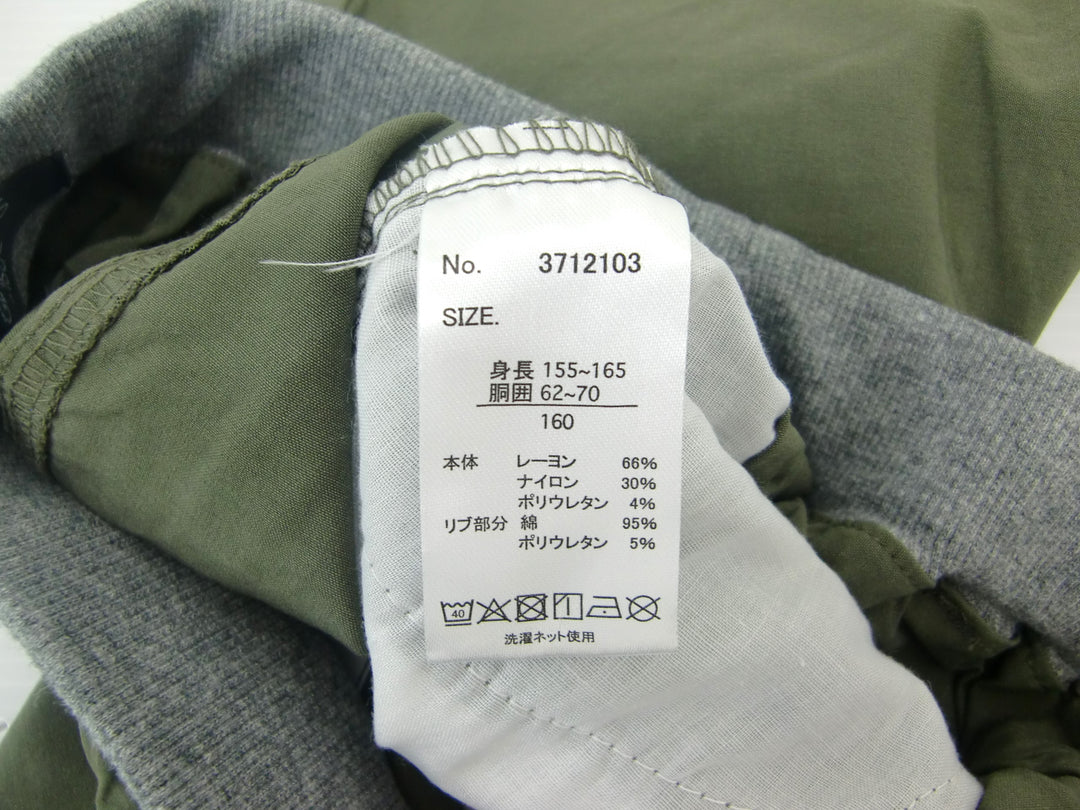 No. 3712103
SIZE.
身長 155~165
胴囲 62~70
160
本体 レーヨン 66%
ナイロン 30%
ポリウレタン 4%
リブ部分 綿 95%
ポリウレタン 5%
40
洗濯ネット使用